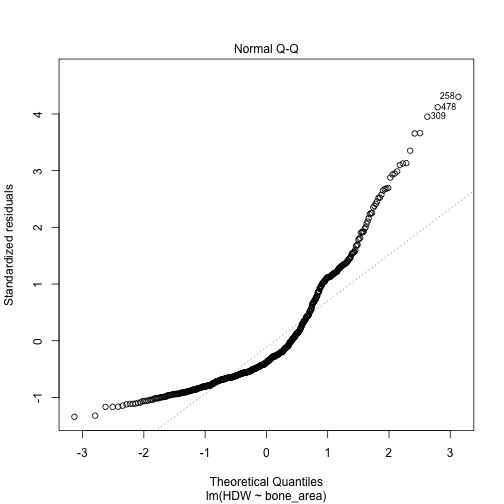 Normal Q-Q
Standardized residuals
4
3
2
1
0
-1
258
478
309
-3 -2 -1 0 1 2 3
Theoretical Quantiles
lm(HDW ~ bone_area)